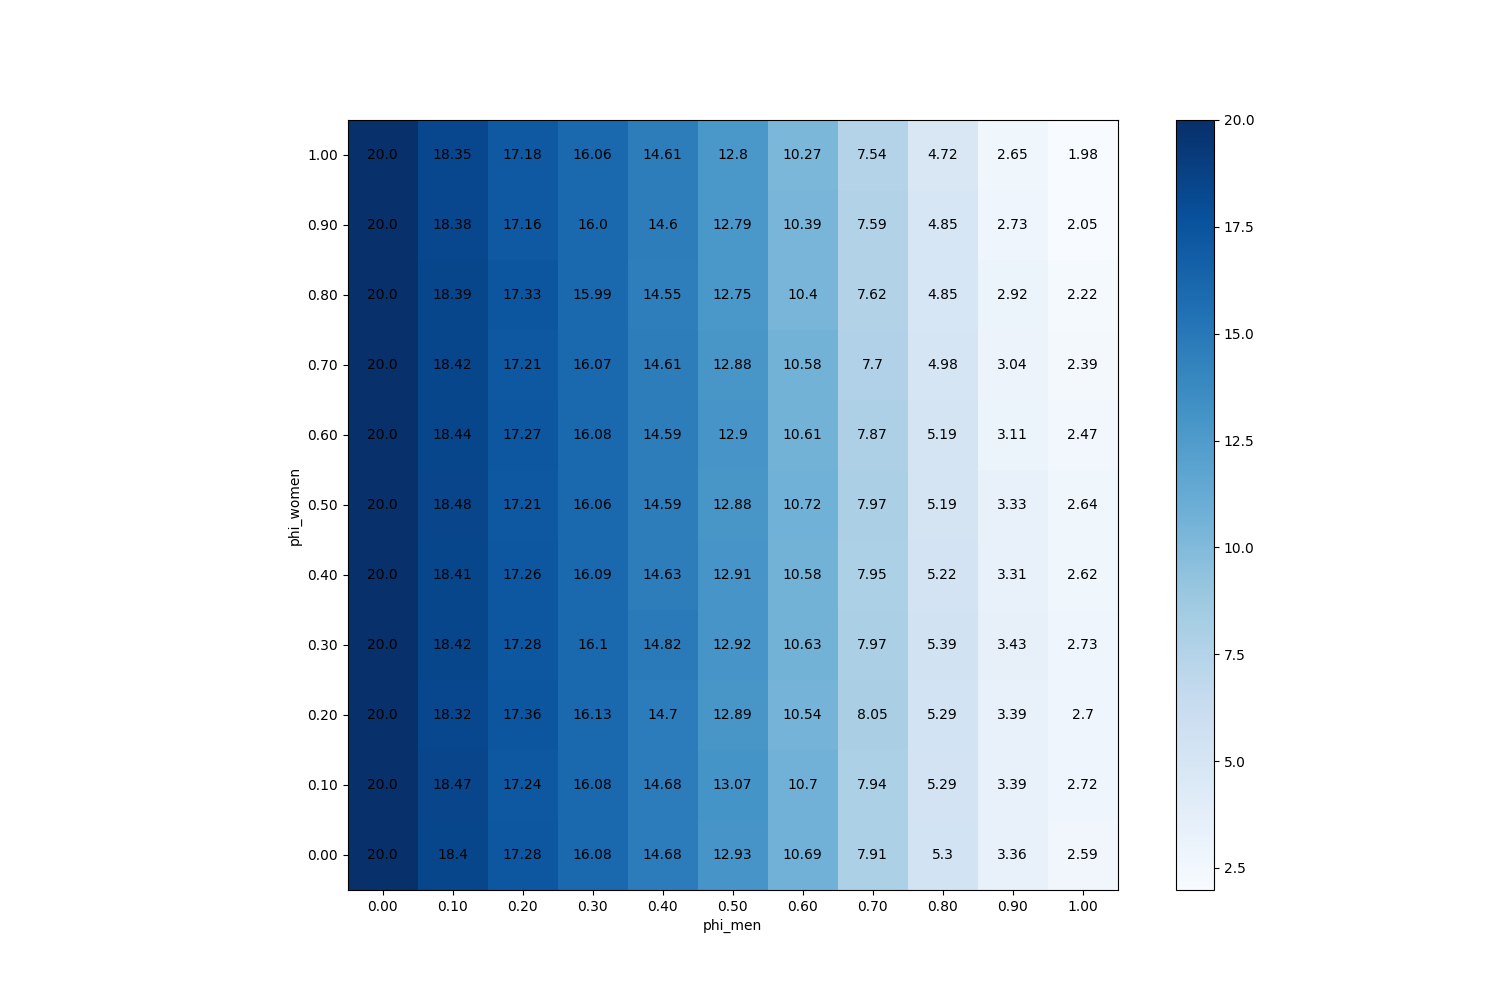 1.00 20.0 18.35 17.18 16.06 14.61 12.8 10.27 7.54 4.72 2.65 1.98
0.90 20.0 18.38 17.16 16.0 14.6 12.79 10.39 7.59 4.85 2.73 2.05
0.80 20.0 18.39 17.33 15.99 14.55 12.75 10.4 7.62 4.85 2.92 2.22
0.70 20.0 18.42 17.21 16.07 14.61 12.88 10.58 7.7 4.98 3.04 2.39
0.60 20.0 18.44 17.27 16.08 14.59 12.9 10.61 7.87 5.19 3.11 2.47
0.50 20.0 18.48 17.21 16.06 14.59 12.88 10.72 7.97 5.19 3.33 2.64
0.40 20.0 18.41 17.26 16.09 14.63 12.91 10.58 7.95 5.22 3.31 2.62
0.30 20.0 18.42 17.28 16.1 14.82 12.92 10.63 7.97 5.39 3.43 2.73
0.20 20.0 18.32 17.36 16.13 14.7 12.89 10.54 8.05 5.29 3.39 2.7
0.10 20.0 18.47 17.24 16.08 14.68 13.07 10.7 7.94 5.29 3.39 2.72
0.00 20.0 18.4 17.28 16.08 14.68 12.93 10.69 7.91 5.3 3.36 2.59
0.00 0.10 0.20 0.30 0.40 0.50 0.60 0.70 0.80 0.90 1.00
phi_men
phi_women
20.0
17.5
15.0
12.5
10.0
7.5
5.0
2.5